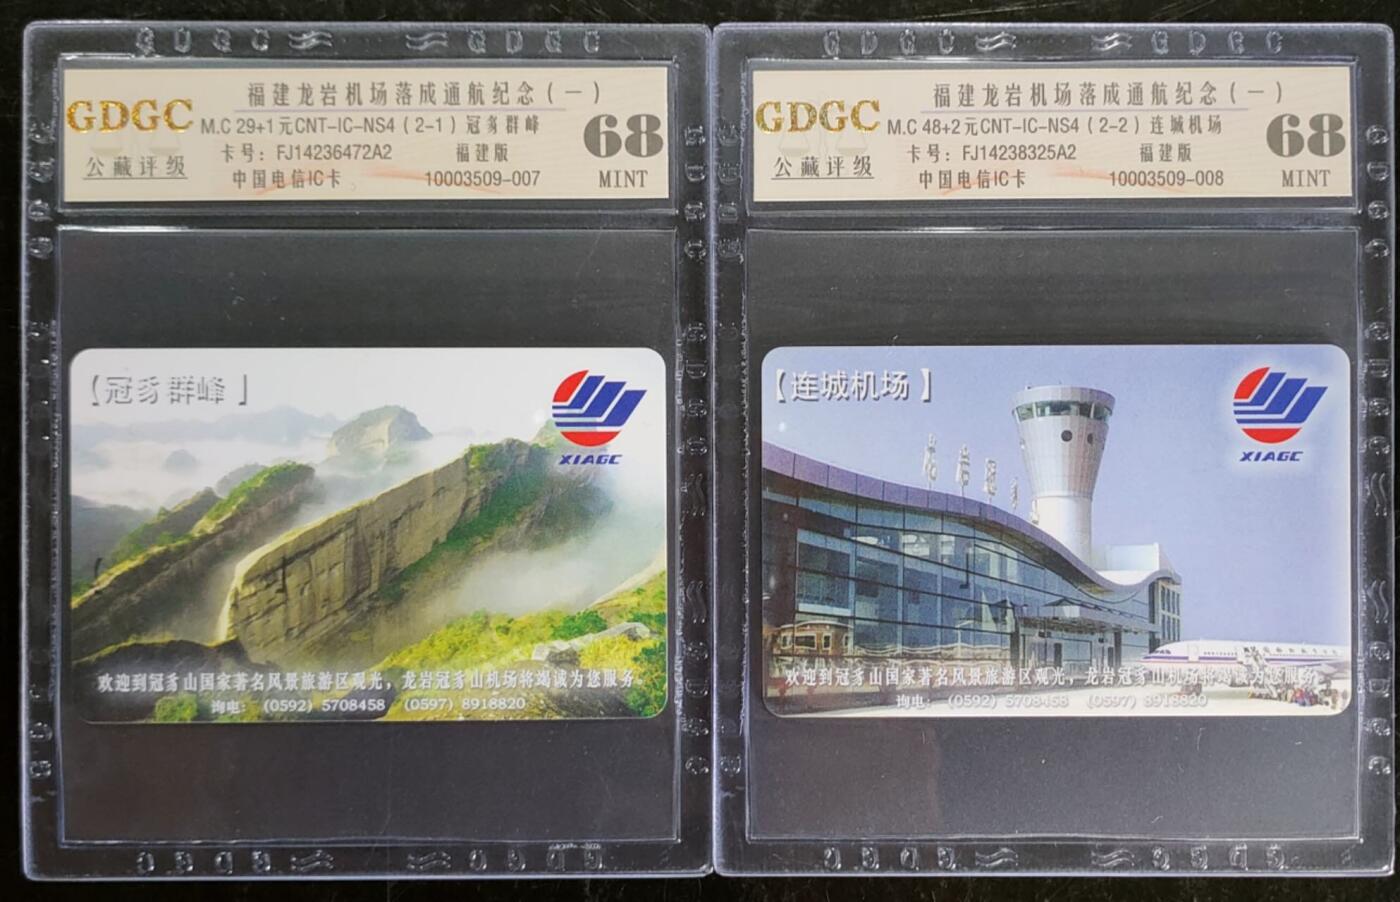 GDGC
公藏评级
福建龙岩机场落成通航纪念(一)
M.C 29+1元CNT-IC-NS4(2-1)冠豸群峰
卡号:FJ14236472A2 福建版
中国电信IC卡 10003509-007
68
MINT
【冠豸群峰】
XIAGC
欢迎到冠豸山国家著名风景旅游区观光,龙岩冠豸山机场将竭诚为您服务。
询电:(0592)5708458 (0597)8918820
GDGC
公藏评级
福建龙岩机场落成通航纪念(一)
M.C 48+2元CNT-IC-NS4(2-2)连城机场
卡号:FJ14238325A2 福建版
中国电信IC卡 10003509-008
68
MINT
【连城机场】
XIAGC
龙岩冠豸
欢迎到冠豸山国家著名风景旅游区观光,龙岩冠豸山机场将竭诚为您服务。
询电:(0592)5708458 (0597)8918820